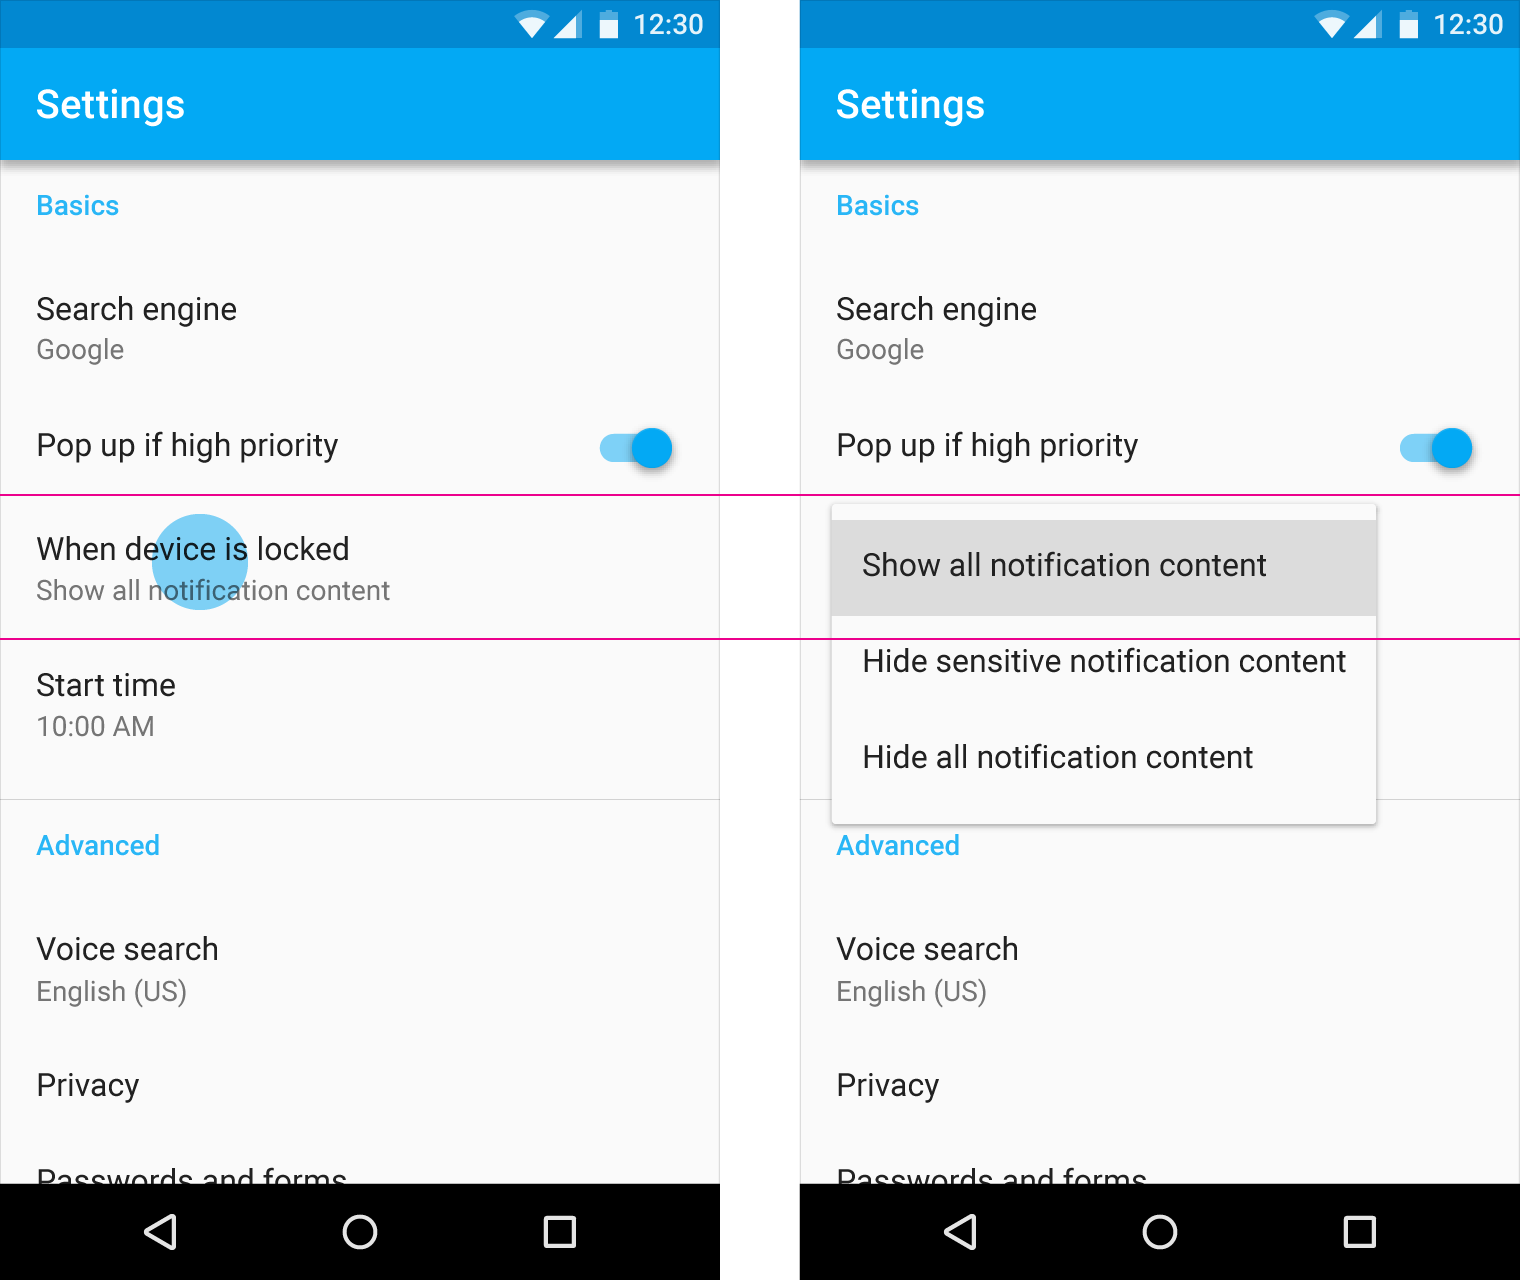 12:30
Settings
Basics
Search engine
Google
Pop up if high priority
When device is locked
Show all notification content
Start time
10:00 AM
Advanced
Voice search
English (US)
Privacy
Passwords and forms
12:30
Settings
Basics
Search engine
Google
Pop up if high priority
Show all notification content
Hide sensitive notification content
Hide all notification content
Advanced
Voice search
English (US)
Privacy
Passwords and forms